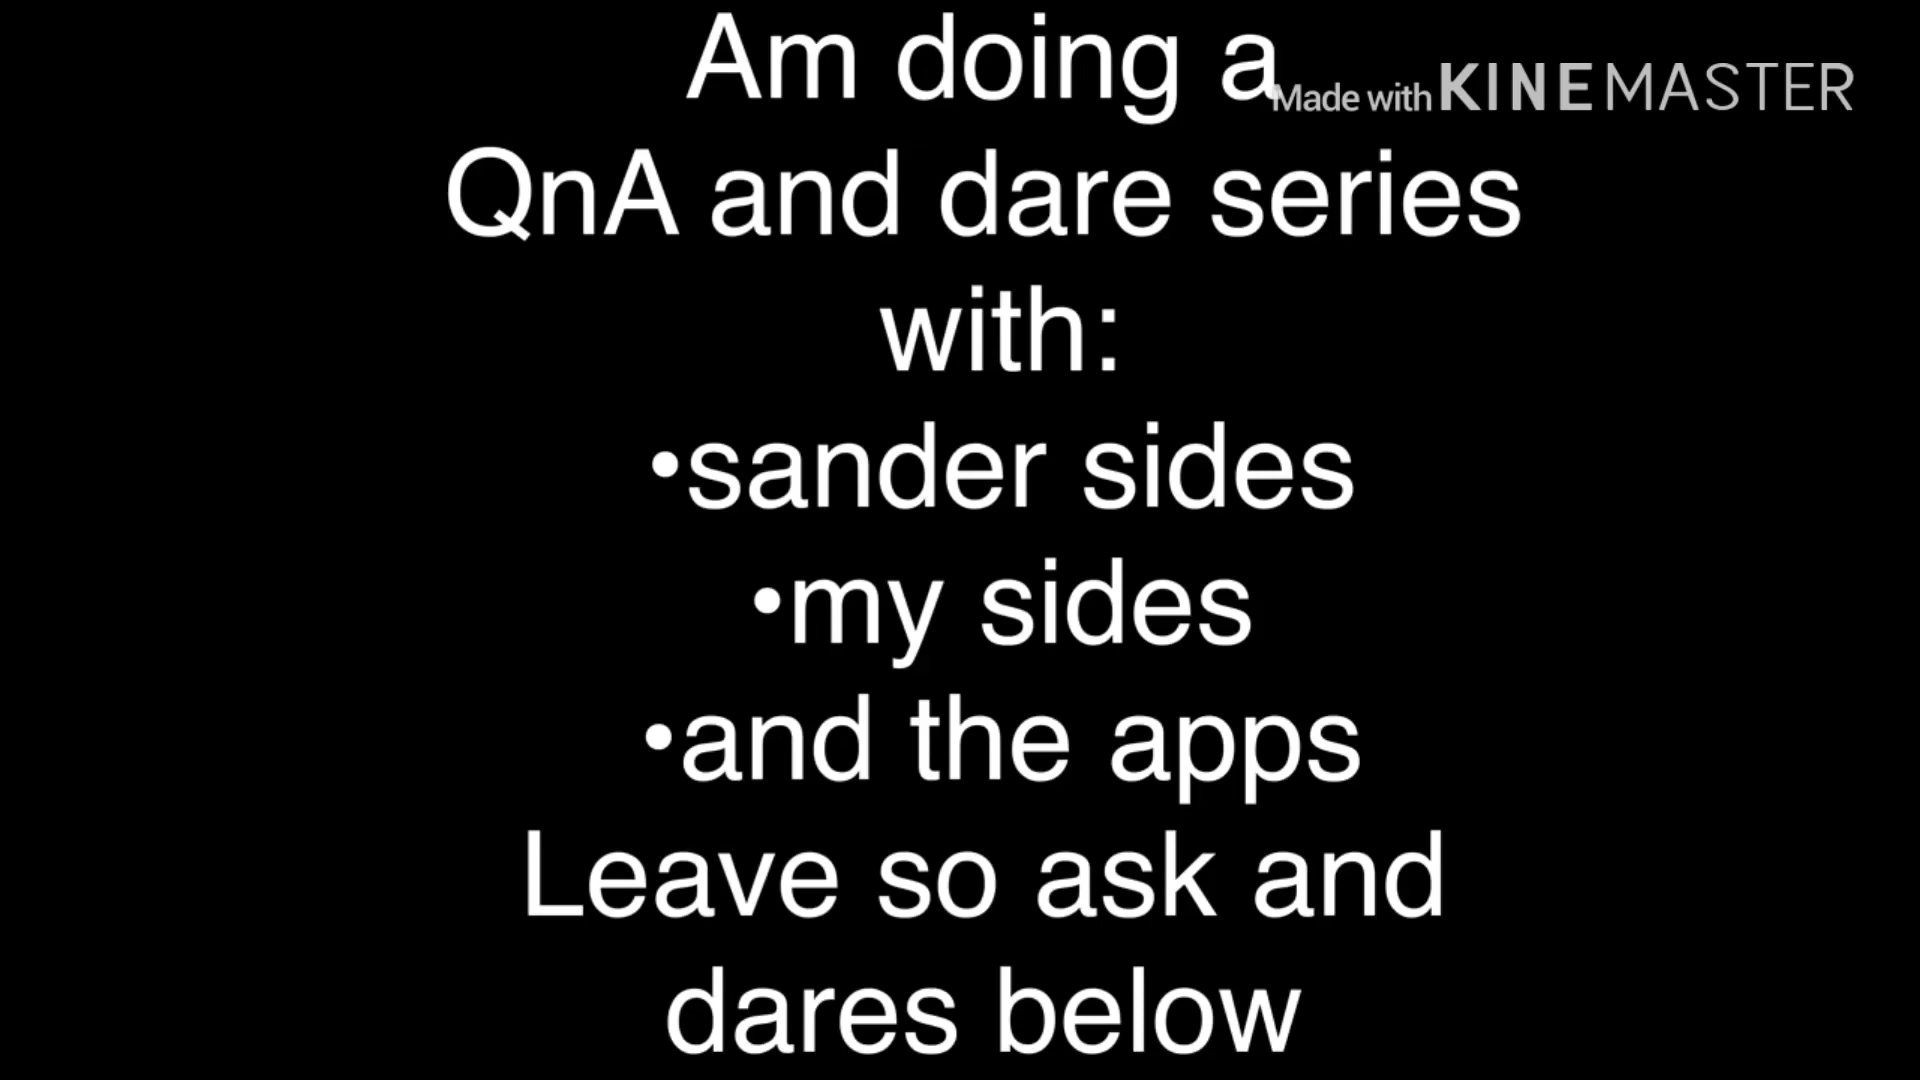 Am doing a
Made with KINEMASTER
QnA and dare series
with:
•sander sides
•my sides
•and the apps
Leave so ask and
dares below